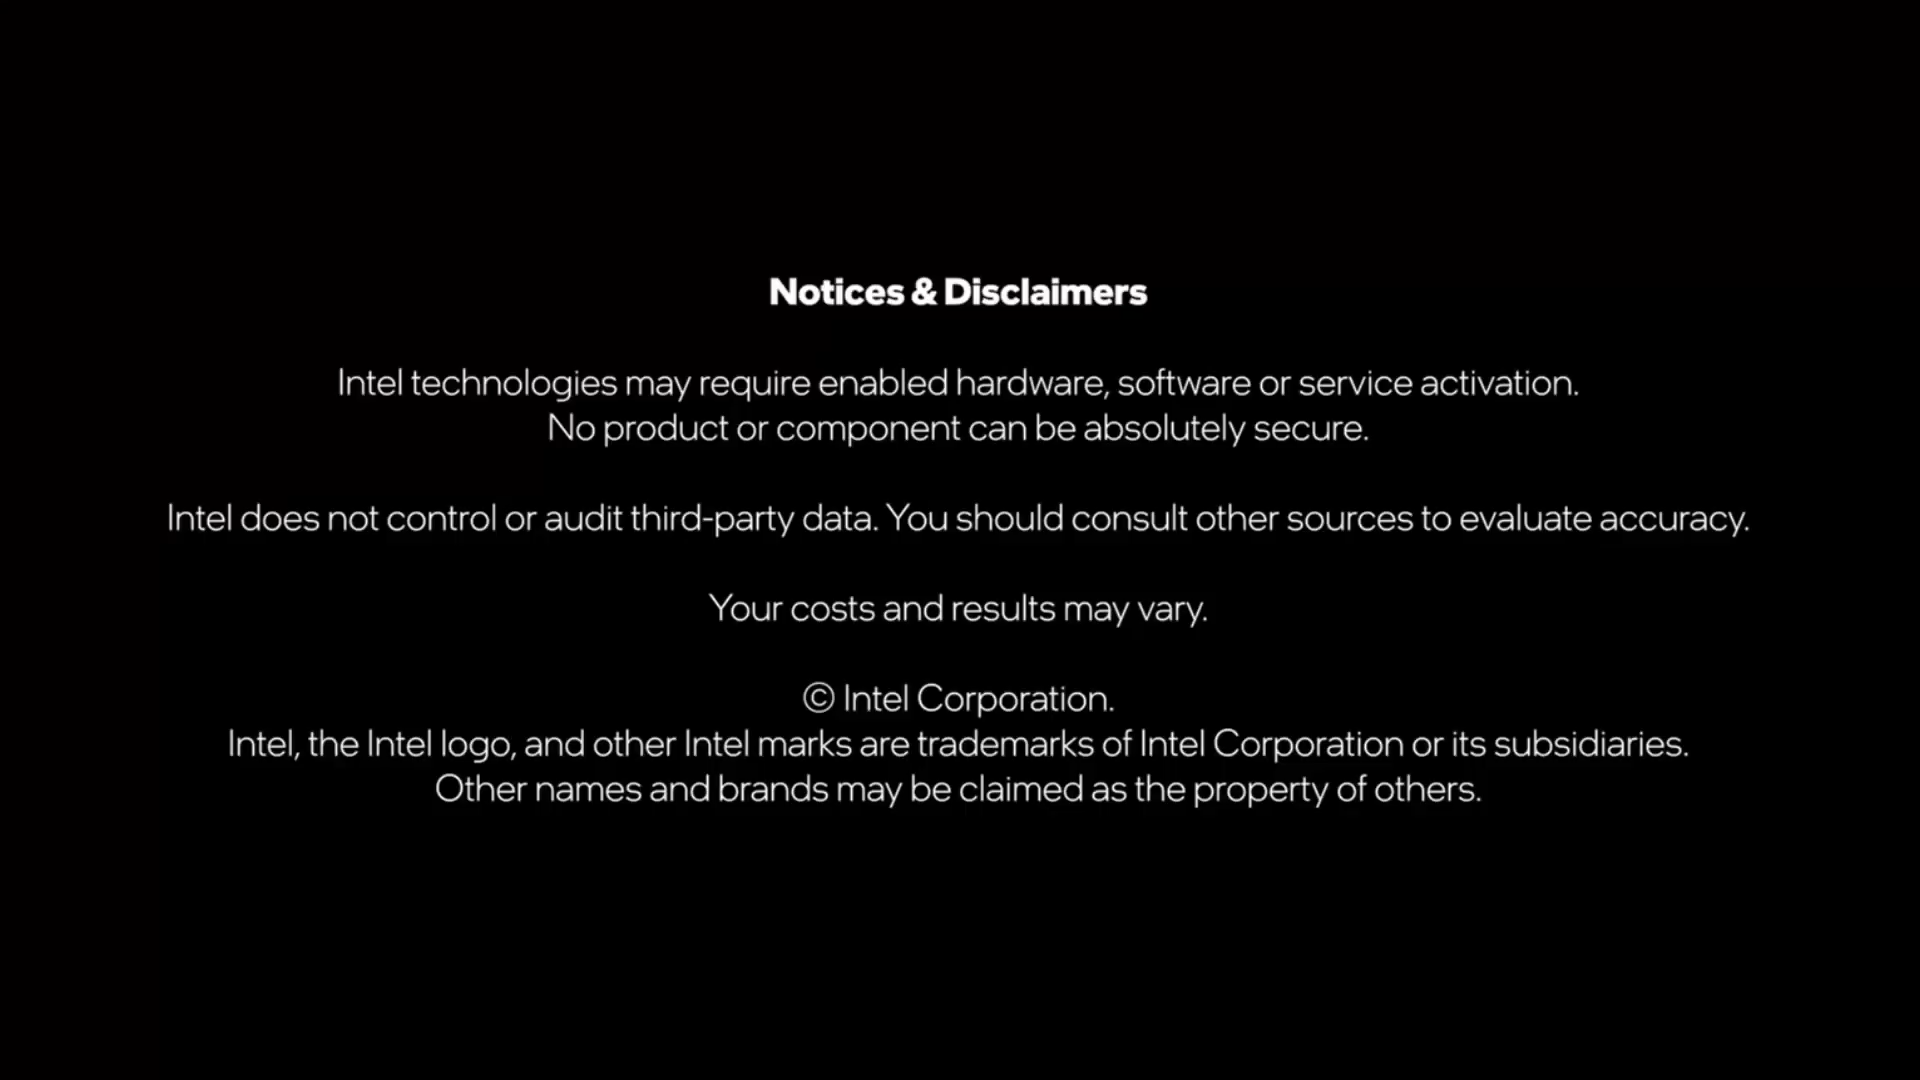 Notices & Disclaimers
Intel technologies may require enabled hardware, software or service activation.
No product or component can be absolutely secure.
Intel does not control or audit third-party data. You should consult other sources to evaluate accuracy.
Your costs and results may vary.
© Intel Corporation.
Intel, the Intel logo, and other Intel marks are trademarks of Intel Corporation or its subsidiaries.
Other names and brands may be claimed as the property of others.